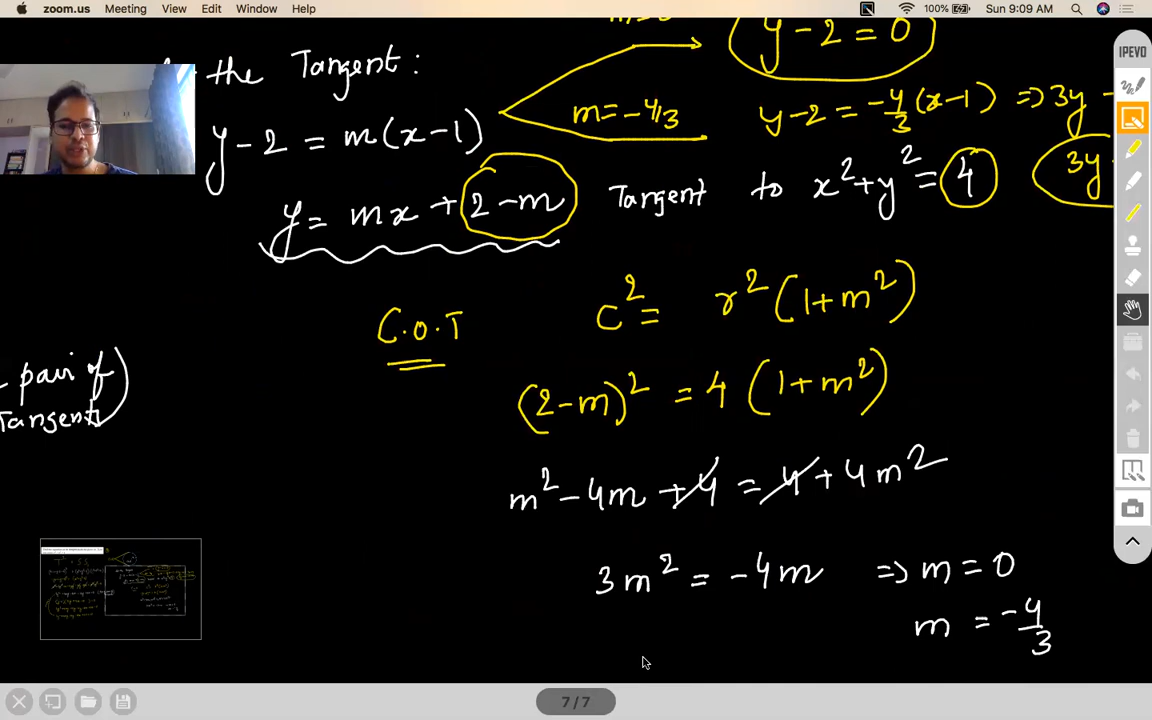 zoom.us Meeting View Edit Window Help 100% Sun 9:09 AM
y-2=0
the Tangent:
IPEVO
m=-4/3
y-2=-4/3(x-1) => 3y
y-2 = m(x-1)
3y
y= mx+2-m Tangent to x²+y²=4
C.O.T c²= r²(1+m²)
pair of)
Tangent
(2-m)² = 4(1+m²)
m²-4m+4 = 4+4m²
3m² = -4m => m=0
m = -4/3
7/7